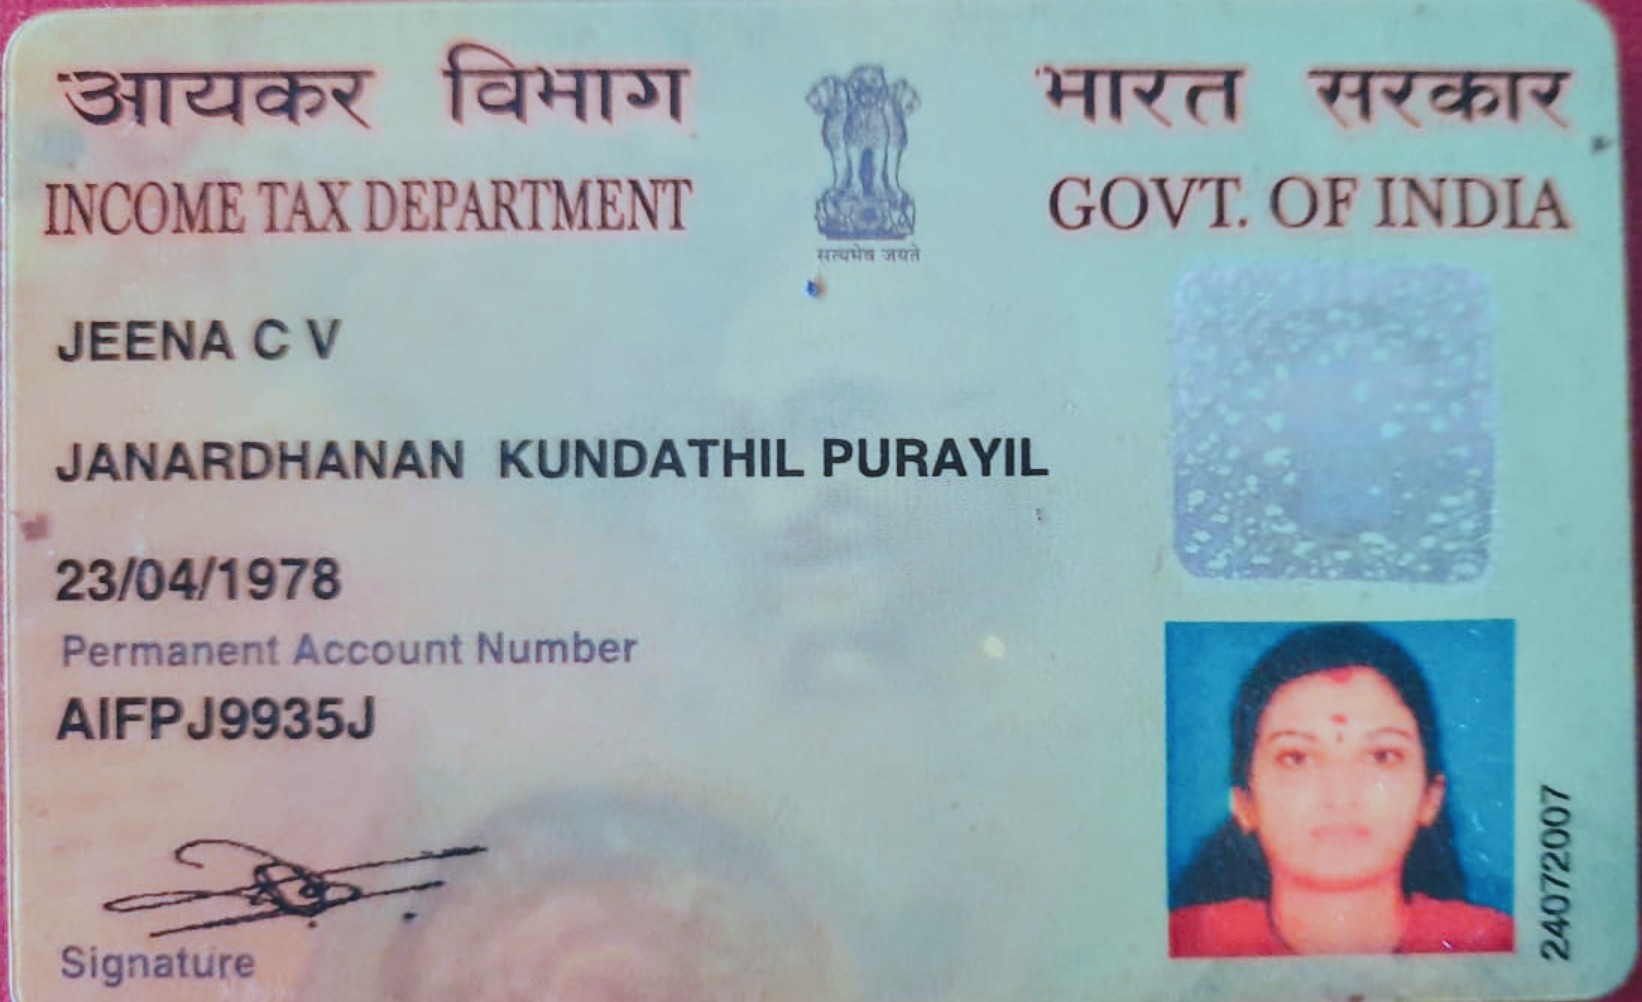 आयकर विभाग
INCOME TAX DEPARTMENT
सत्यमेव जयते
भारत सरकार
GOVT. OF INDIA
JEENA C V
JANARDHANAN KUNDATHIL PURAYIL
23/04/1978
Permanent Account Number
AIFPJ9935J
Signature
24072007